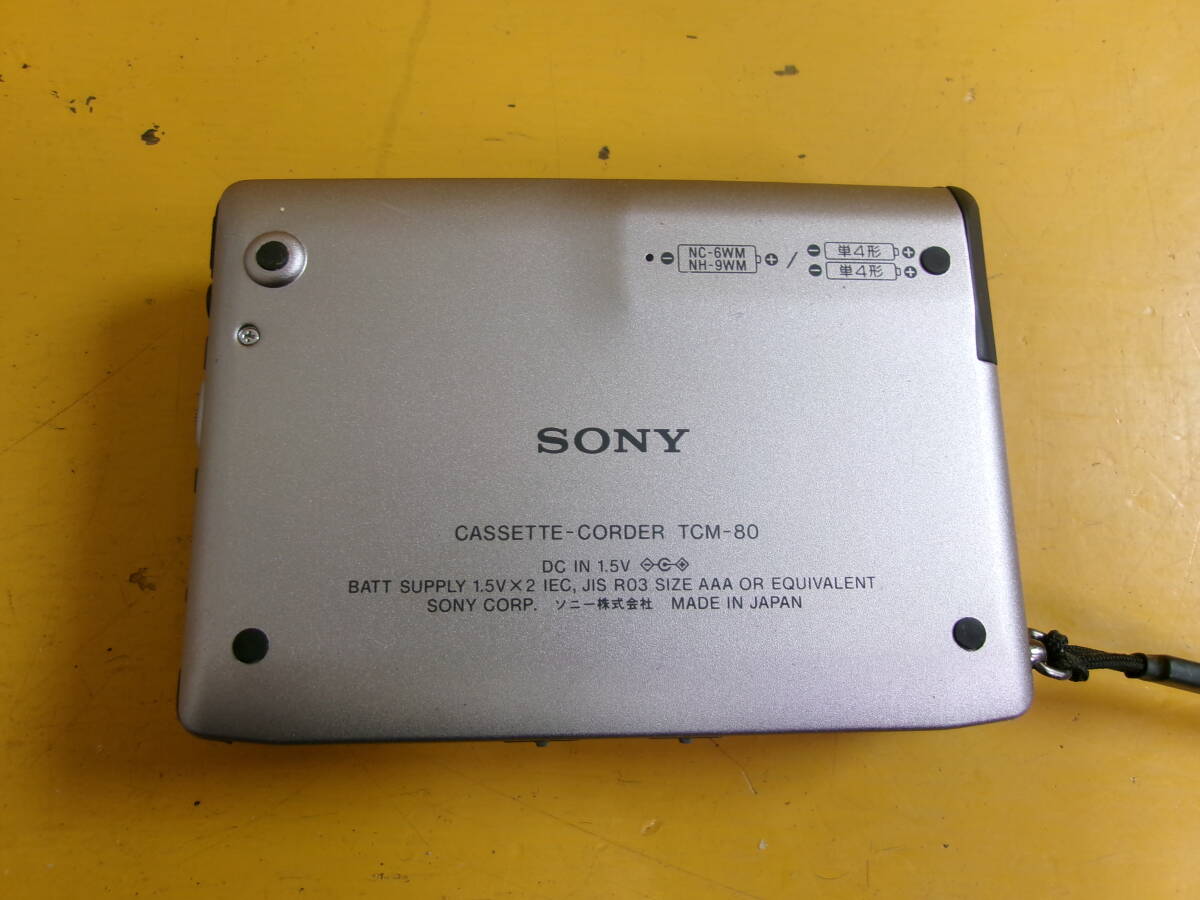 NC-6WM
NH-9WM
/
単4形
単4形
SONY
CASSETTE-CORDER TCM-80
DC IN 1.5V
BATT SUPPLY 1.5V×2 IEC, JIS R03 SIZE AAA OR EQUIVALENT
SONY CORP. ソニー株式会社 MADE IN JAPAN